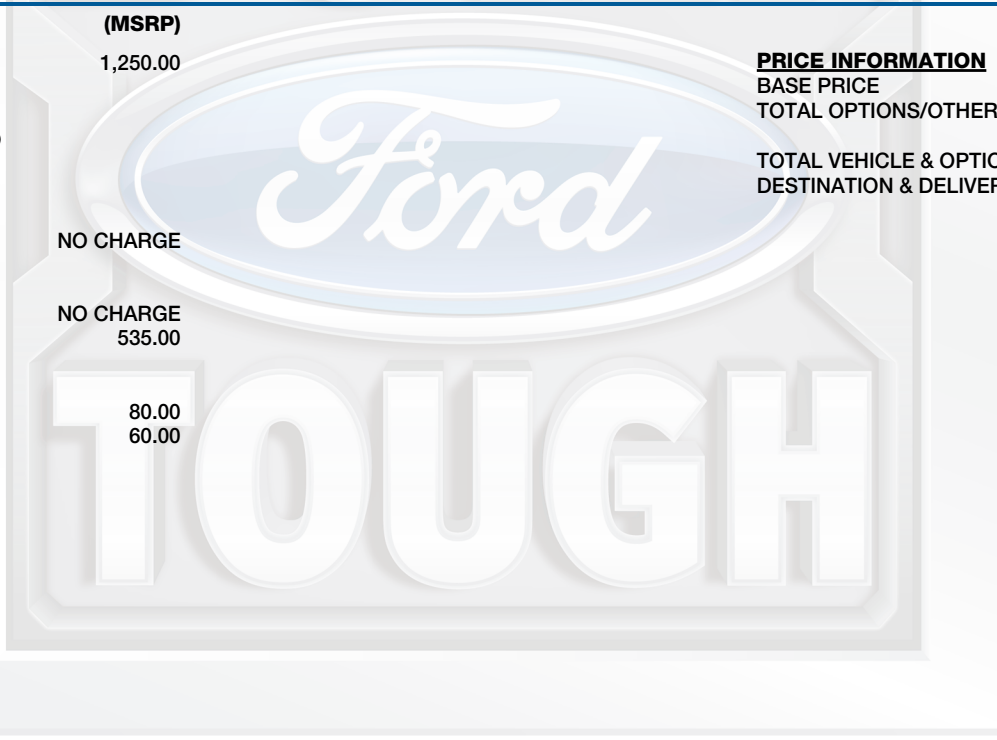 (MSRP)
1,250.00
NO CHARGE
NO CHARGE
535.00
80.00
60.00
PRICE INFORMATION
BASE PRICE
TOTAL OPTIONS/OTHER
TOTAL VEHICLE & OPTIO
DESTINATION & DELIVER
Ford
TOUGH